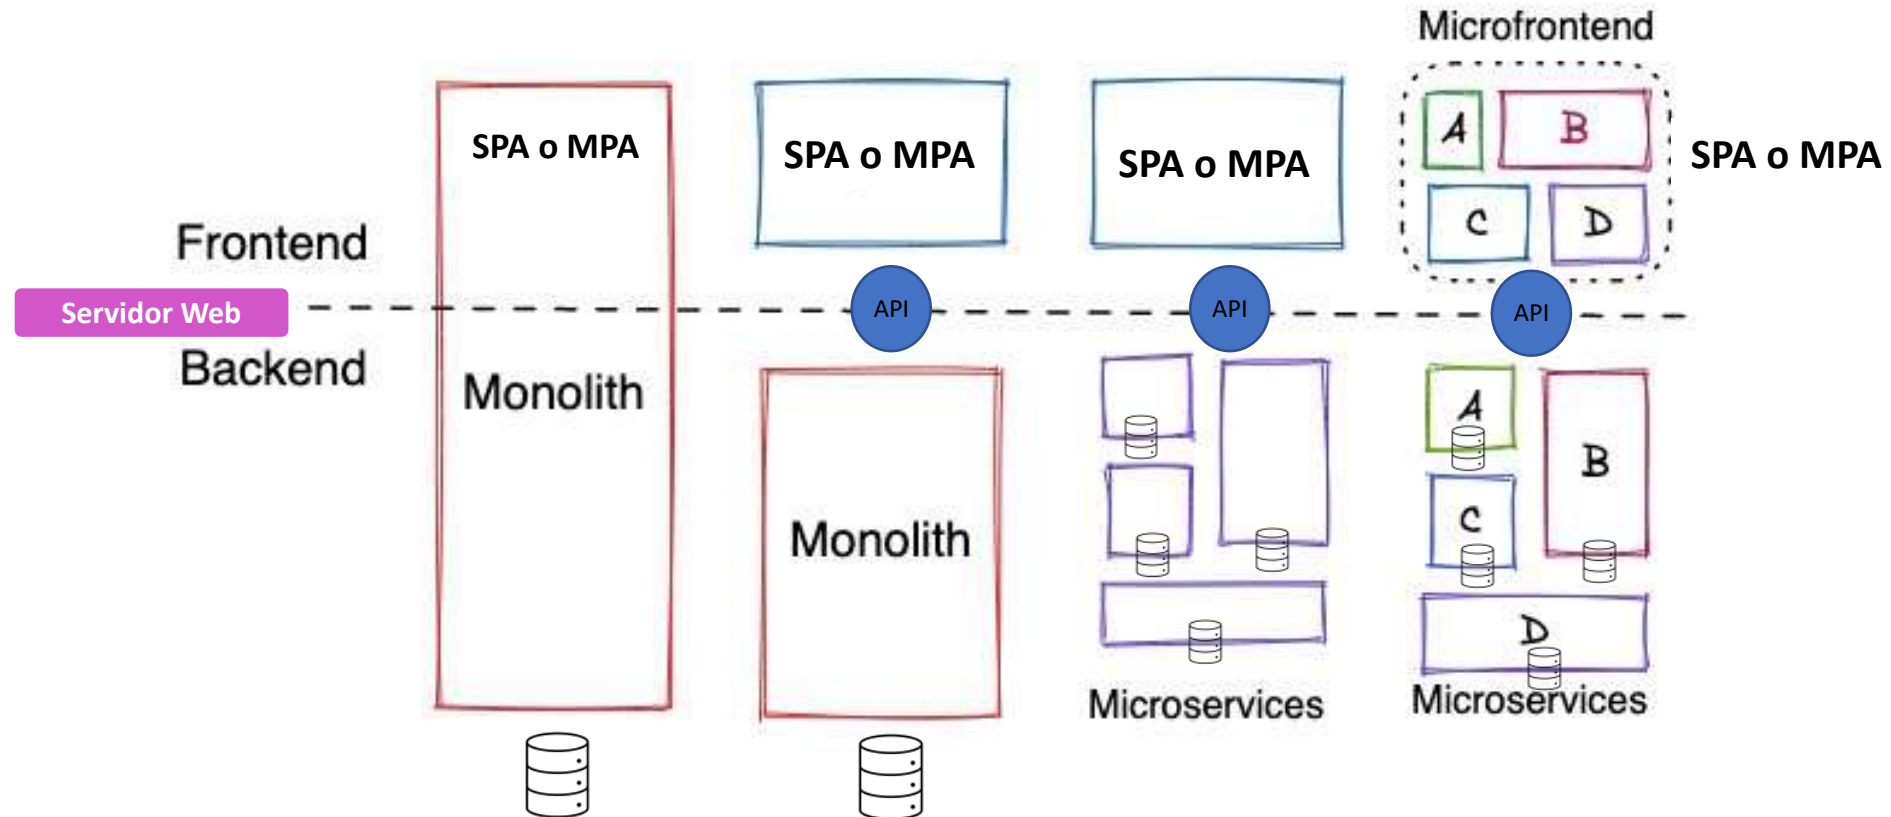 Microfrontend
SPA o MPA
SPA o MPA
SPA o MPA
A
B
SPA o MPA
C
D
Frontend
Servidor Web
API
API
API
Backend
Monolith
A
B
C
Monolith
D
Microservices
Microservices